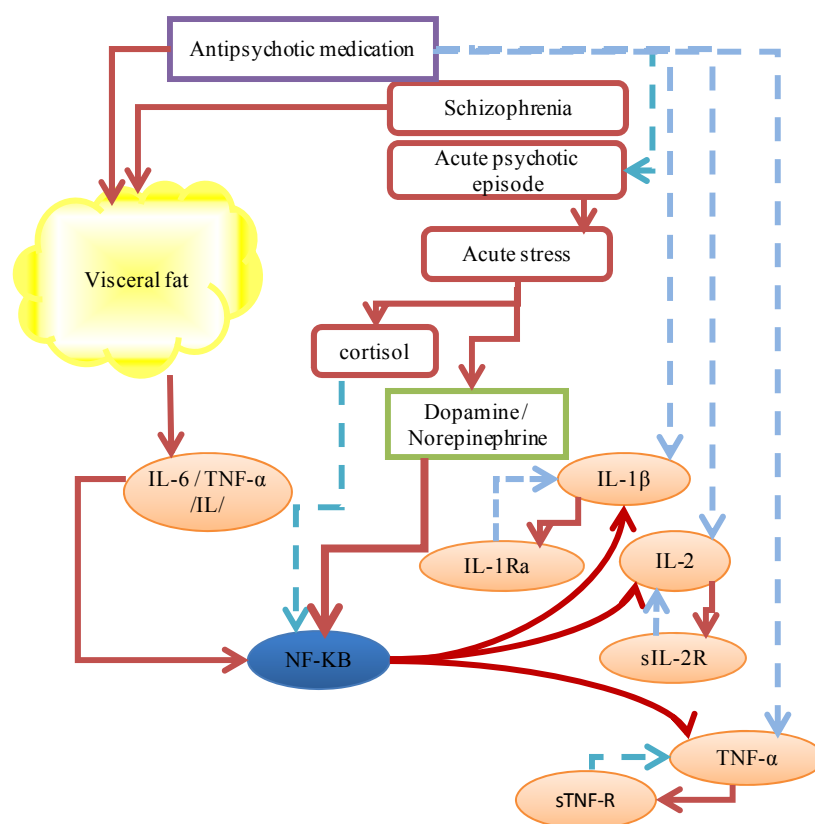 Antipsychotic medication
Schizophrenia
Acute psychotic
episode
Acute stress
Visceral fat
cortisol
Dopamine /
Norepinephrine
IL-6 / TNF-α
/IL/
IL-1β
IL-1Ra
IL-2
sIL-2R
NF-KB
TNF-α
sTNF-R